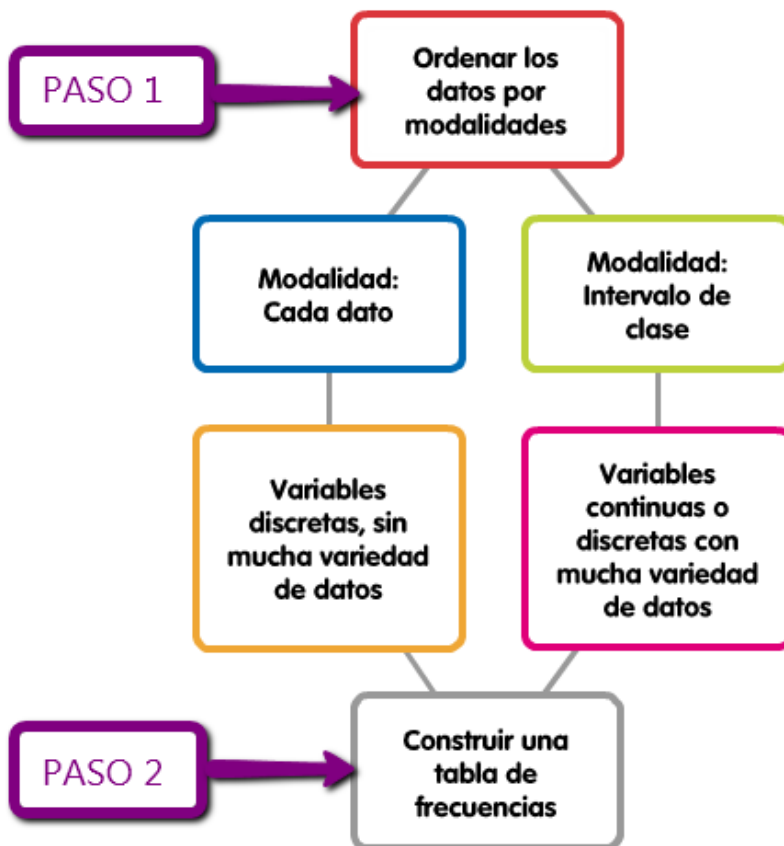 PASO 1
Ordenar los
datos por
modalidades
Modalidad:
Cada dato
Modalidad:
Intervalo de
clase
Variables
discretas, sin
mucha variedad
de datos
Variables
continuas o
discretas con
mucha variedad
de datos
PASO 2
Construir una
tabla de
frecuencias